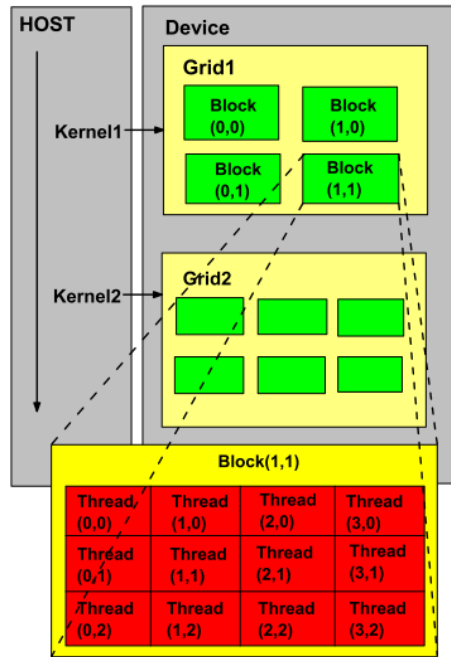 HOST
Device
Grid1
Block
(0,0)
Block
(1,0)
Kernel1
Block
(0,1)
Block
(1,1)
Grid2
Kernel2
Block(1,1)
Thread
(0,0)
Thread
(1,0)
Thread
(2,0)
Thread
(3,0)
Thread
(0,1)
Thread
(1,1)
Thread
(2,1)
Thread
(3,1)
Thread
(0,2)
Thread
(1,2)
Thread
(2,2)
Thread
(3,2)